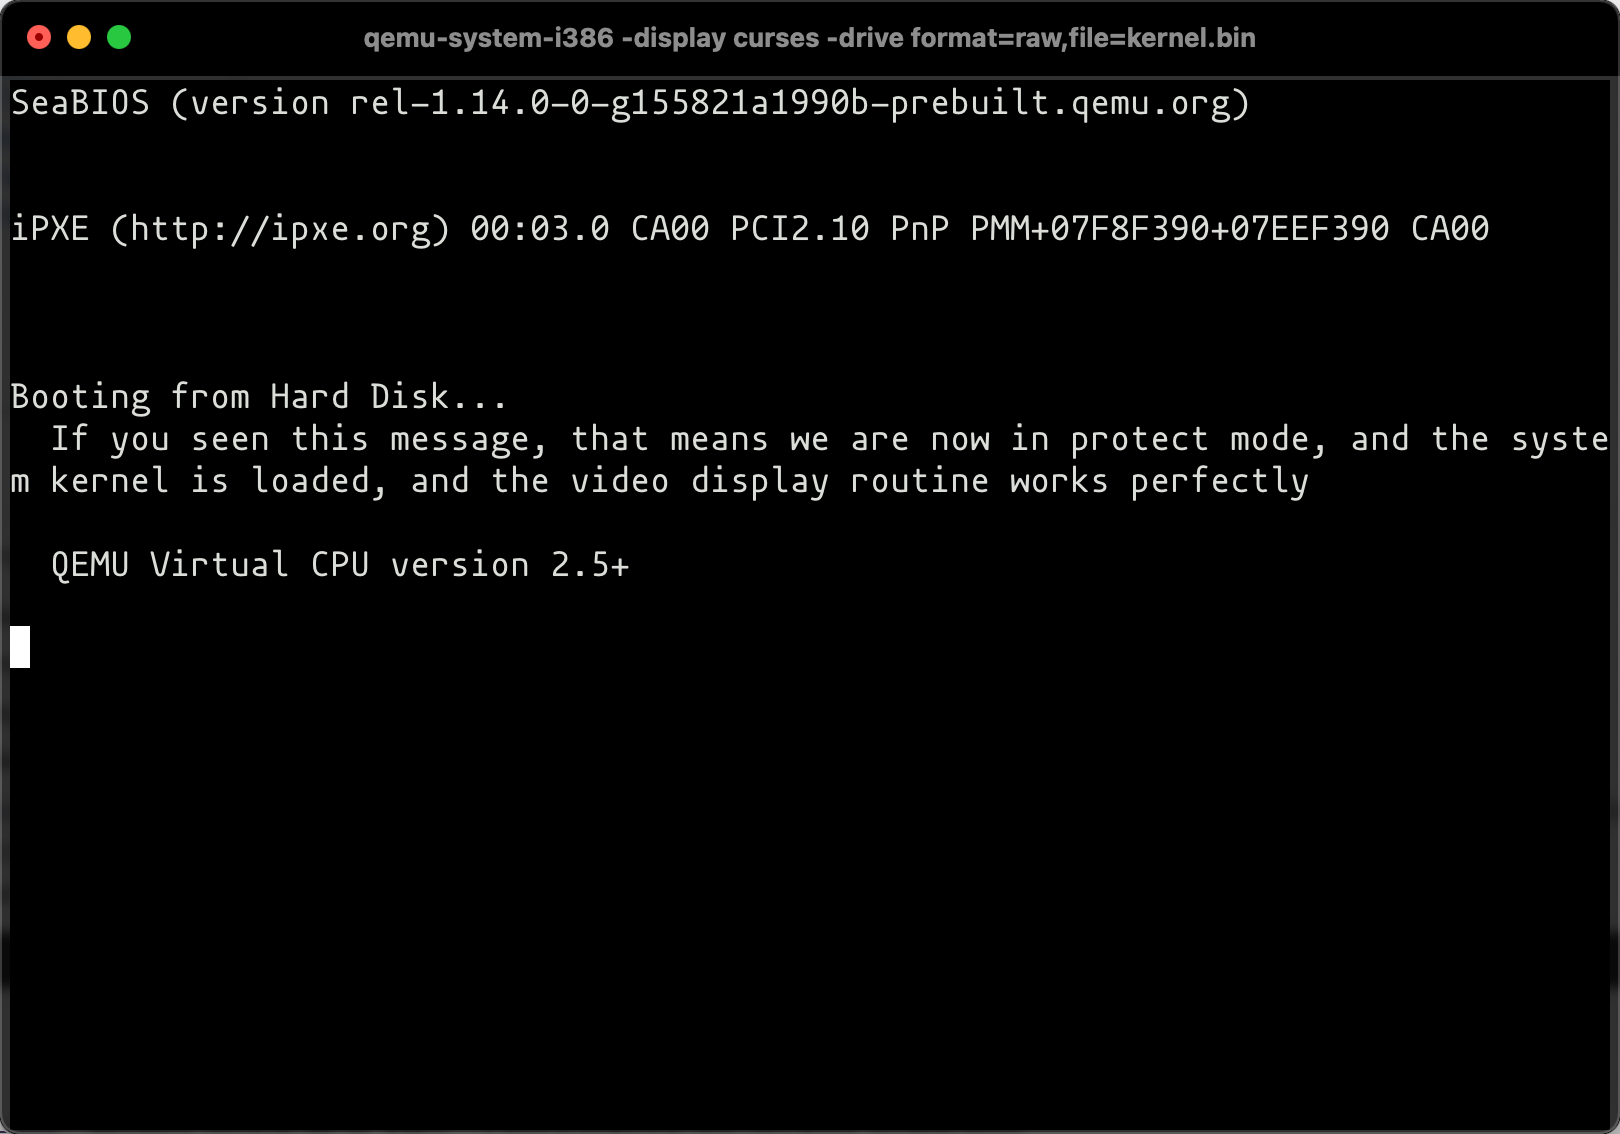 qemu-system-i386 -display curses -drive format=raw,file=kernel.bin
SeaBIOS (version rel-1.14.0-0-g155821a1990b-prebuilt.qemu.org)
iPXE (http://ipxe.org) 00:03.0 CA00 PCI2.10 PnP PMM+07F8F390+07EEF390 CA00
Booting from Hard Disk...
  If you seen this message, that means we are now in protect mode, and the syste
m kernel is loaded, and the video display routine works perfectly
  QEMU Virtual CPU version 2.5+